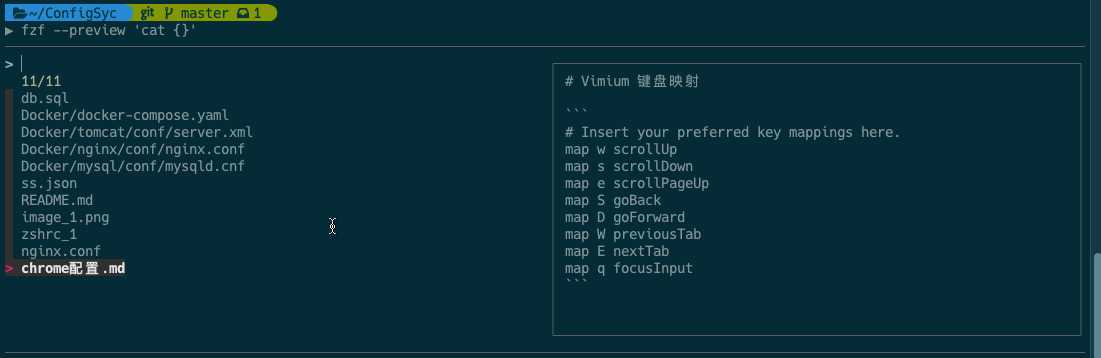 ~/ConfigSyc git master 1
▶ fzf --preview 'cat {}'
>
11/11
db.sql
Docker/docker-compose.yaml
Docker/tomcat/conf/server.xml
Docker/nginx/conf/nginx.conf
Docker/mysql/conf/mysqld.cnf
ss.json
README.md
image_1.png
zshrc_1
nginx.conf
> chrome配置.md
# Vimium 键盘映射
```
# Insert your preferred key mappings here.
map w scrollUp
map s scrollDown
map e scrollPageUp
map S goBack
map D goForward
map W previousTab
map E nextTab
map q focusInput
```